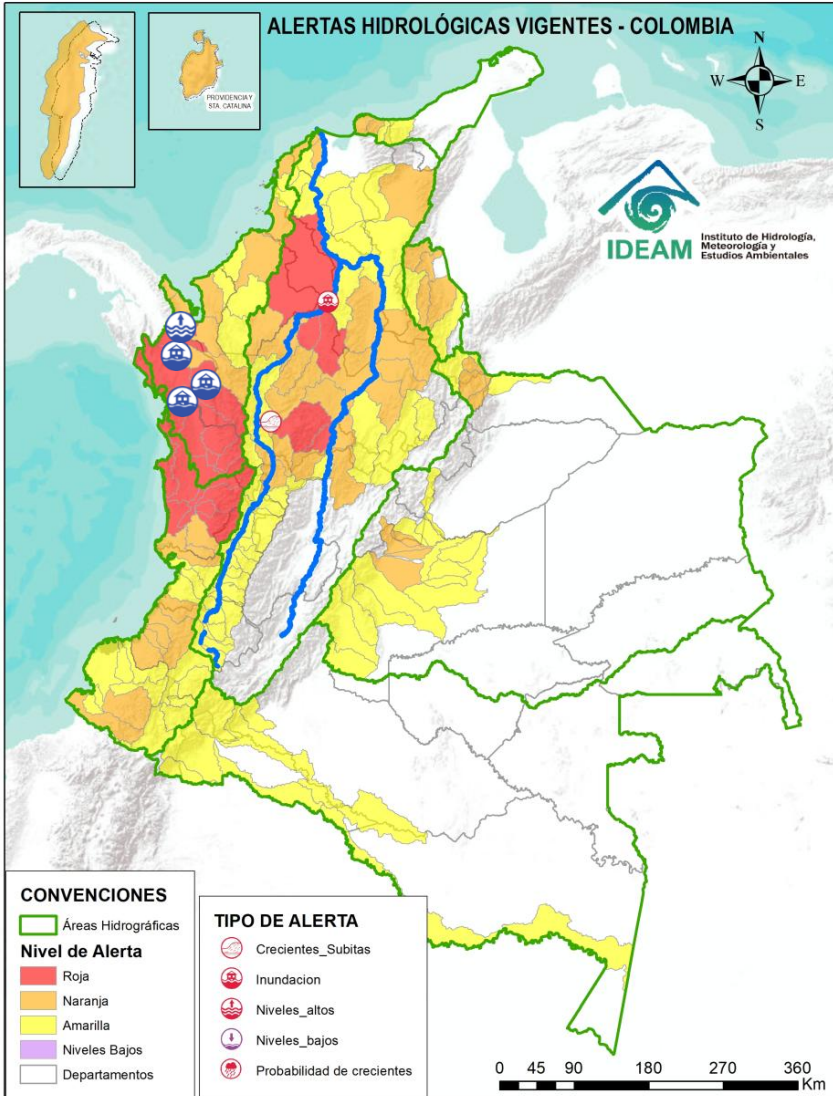 ALERTAS HIDROLÓGICAS VIGENTES - COLOMBIA
PROVIDENCIA Y
STA. CATALINA
N
W
E
S
IDEAM
Instituto de Hidrología,
Meteorología y
Estudios Ambientales
CONVENCIONES
Áreas Hidrográficas
Nivel de Alerta
Roja
Naranja
Amarilla
Niveles Bajos
Departamentos
TIPO DE ALERTA
Crecientes_Subitas
Inundacion
Niveles_altos
Niveles_bajos
Probabilidad de crecientes
0 45 90 180 270 360
Km